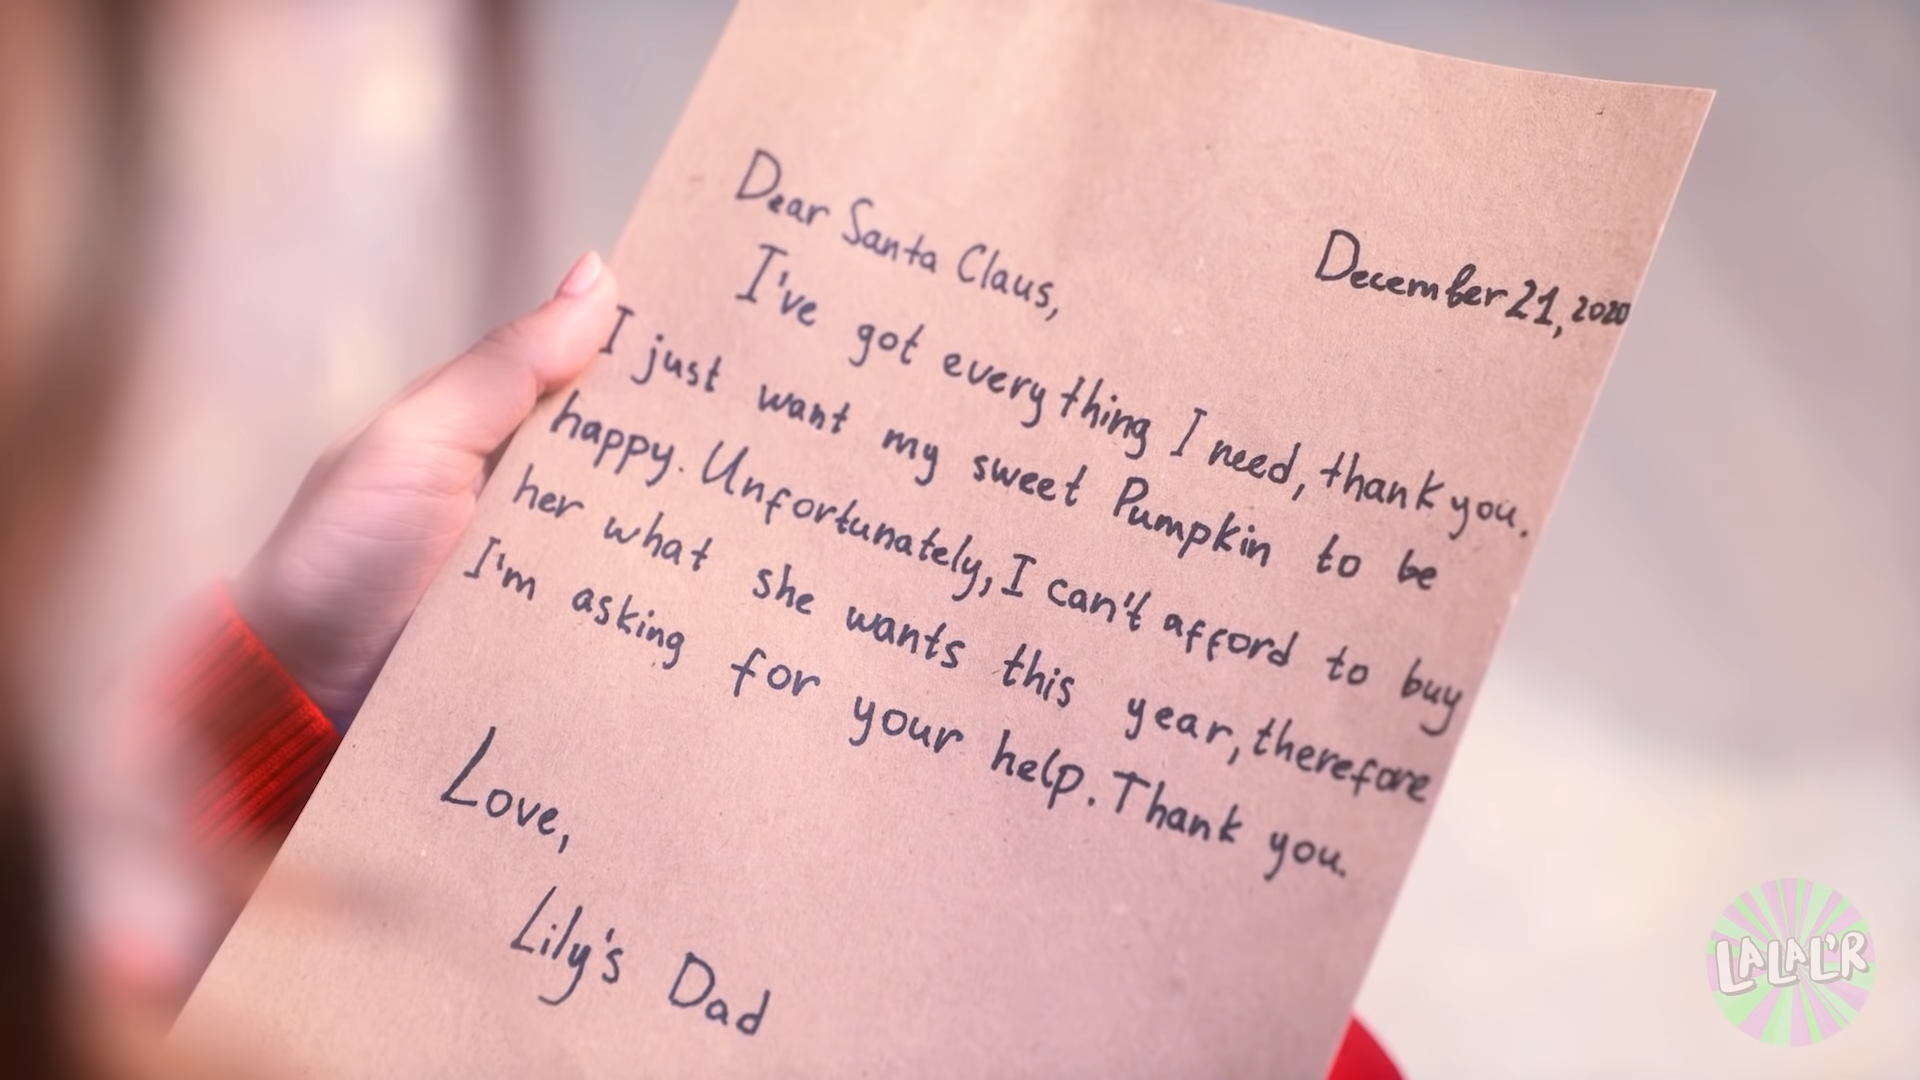 December 21, 2020
Dear Santa Claus,
I've got everything I need, thank you.
I just want my sweet Pumpkin to be
happy. Unfortunately, I can't afford to buy
her what she wants this year, therefore
I'm asking for your help. Thank you.
Love,
Lily's Dad
LALAL'R